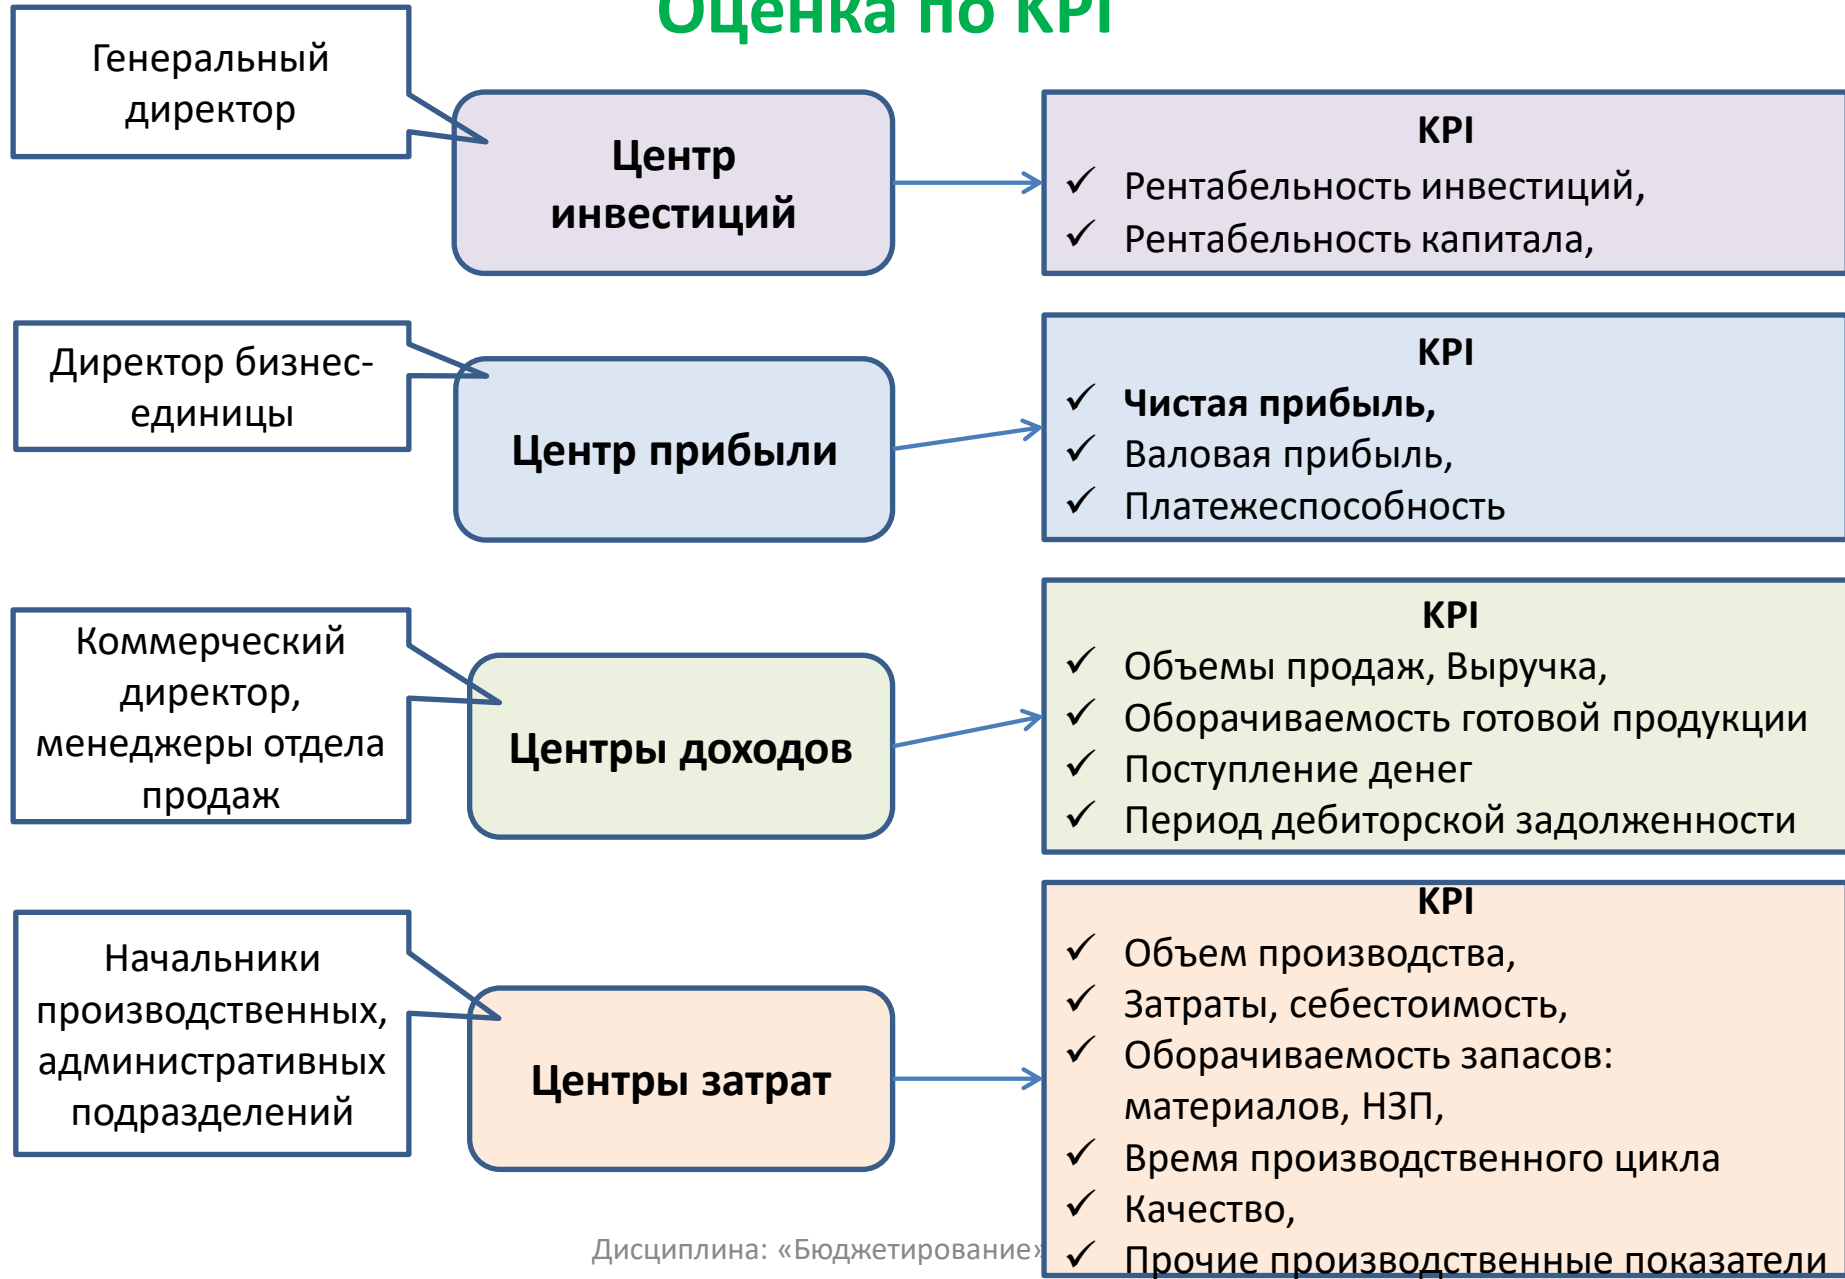 Оценка по KPI
Генеральный
директор
Центр
инвестиций
KPI
✓ Рентабельность инвестиций,
✓ Рентабельность капитала,
Директор бизнес-
единицы
Центр прибыли
KPI
✓ Чистая прибыль,
✓ Валовая прибыль,
✓ Платежеспособность
Коммерческий
директор,
менеджеры отдела
продаж
Центры доходов
KPI
✓ Объемы продаж, Выручка,
✓ Оборачиваемость готовой продукции
✓ Поступление денег
✓ Период дебиторской задолженности
Начальники
производственных,
административных
подразделений
Центры затрат
KPI
✓ Объем производства,
✓ Затраты, себестоимость,
✓ Оборачиваемость запасов:
материалов, НЗП,
✓ Время производственного цикла
✓ Качество,
✓ Прочие производственные показатели
Дисциплина: «Бюджетирование»